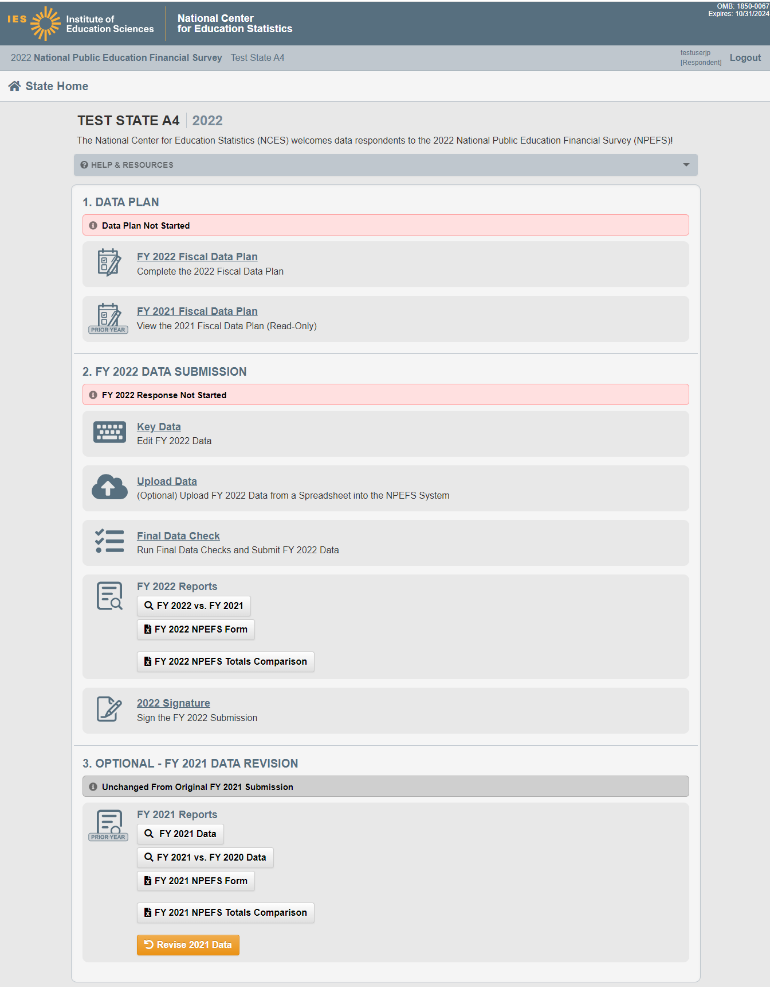 OMB: 1850-0067
Expires: 10/31/2024
IES Institute of Education Sciences
National Center for Education Statistics
2022 National Public Education Financial Survey Test State A4
testuserjp
[Respondent]
Logout
State Home
TEST STATE A4 2022
The National Center for Education Statistics (NCES) welcomes data respondents to the 2022 National Public Education Financial Survey (NPEFS)!
HELP & RESOURCES
1. DATA PLAN
Data Plan Not Started
FY 2022 Fiscal Data Plan
Complete the 2022 Fiscal Data Plan
FY 2021 Fiscal Data Plan
PRIOR YEAR
View the 2021 Fiscal Data Plan (Read-Only)
2. FY 2022 DATA SUBMISSION
FY 2022 Response Not Started
Key Data
Edit FY 2022 Data
Upload Data
(Optional) Upload FY 2022 Data from a Spreadsheet into the NPEFS System
Final Data Check
Run Final Data Checks and Submit FY 2022 Data
FY 2022 Reports
FY 2022 vs. FY 2021
FY 2022 NPEFS Form
FY 2022 NPEFS Totals Comparison
2022 Signature
Sign the FY 2022 Submission
3. OPTIONAL - FY 2021 DATA REVISION
Unchanged From Original FY 2021 Submission
FY 2021 Reports
PRIOR YEAR
FY 2021 Data
FY 2021 vs. FY 2020 Data
FY 2021 NPEFS Form
FY 2021 NPEFS Totals Comparison
Revise 2021 Data